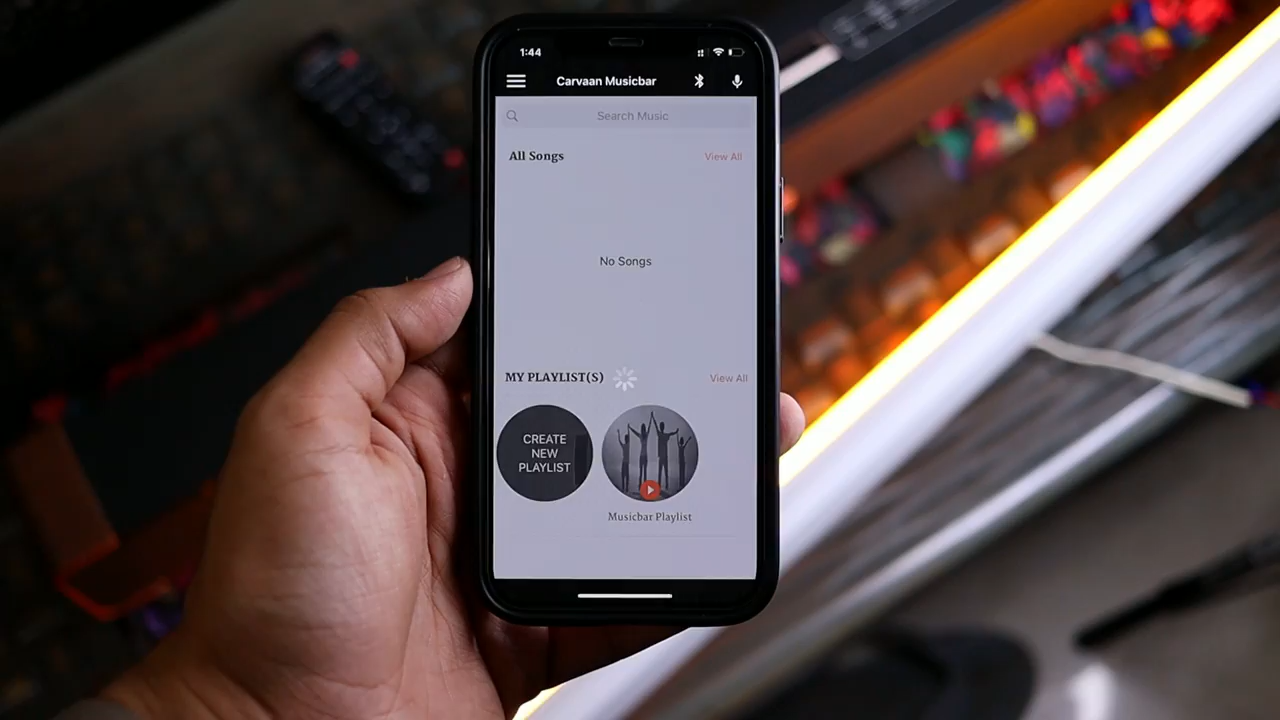 1:44
Carvaan Musicbar
Search Music
All Songs
View All
No Songs
MY PLAYLIST(S)
View All
CREATE
NEW
PLAYLIST
Musicbar Playlist